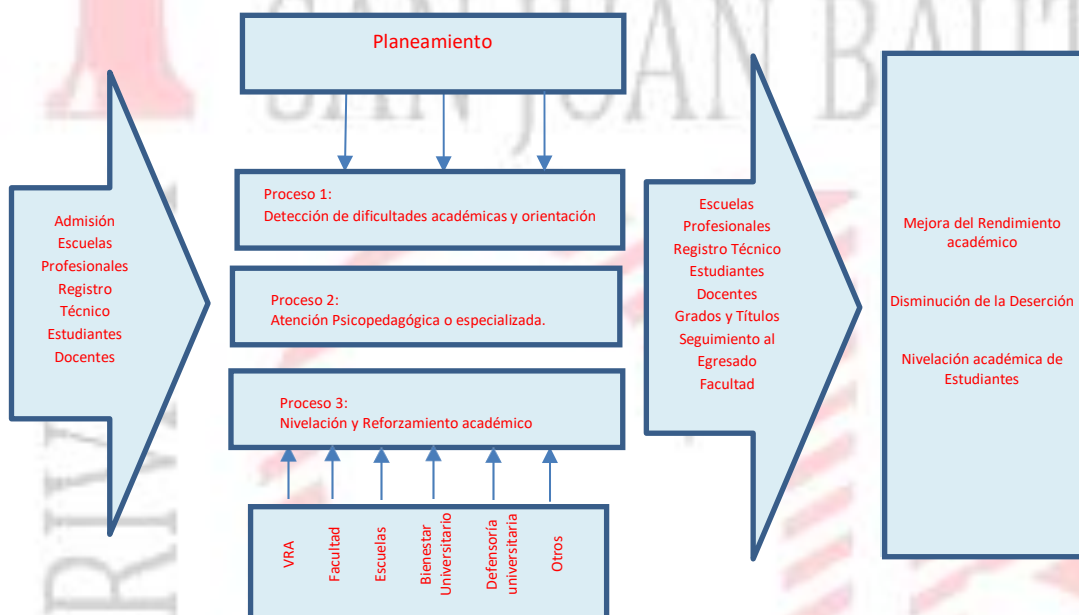 SAN JUAN BAUT
Planeamiento
Admisión
Escuelas
Profesionales
Registro
Técnico
Estudiantes
Docentes
Proceso 1:
Detección de dificultades académicas y orientación
Proceso 2:
Atención Psicopedagógica o especializada.
Proceso 3:
Nivelación y Reforzamiento académico
VRA
Facultad
Escuelas
Bienestar
Universitario
Defensoría
universitaria
Otros
Escuelas
Profesionales
Registro Técnico
Estudiantes
Docentes
Grados y Títulos
Seguimiento al
Egresado
Facultad
Mejora del Rendimiento
académico
Disminución de la Deserción
Nivelación académica de
Estudiantes